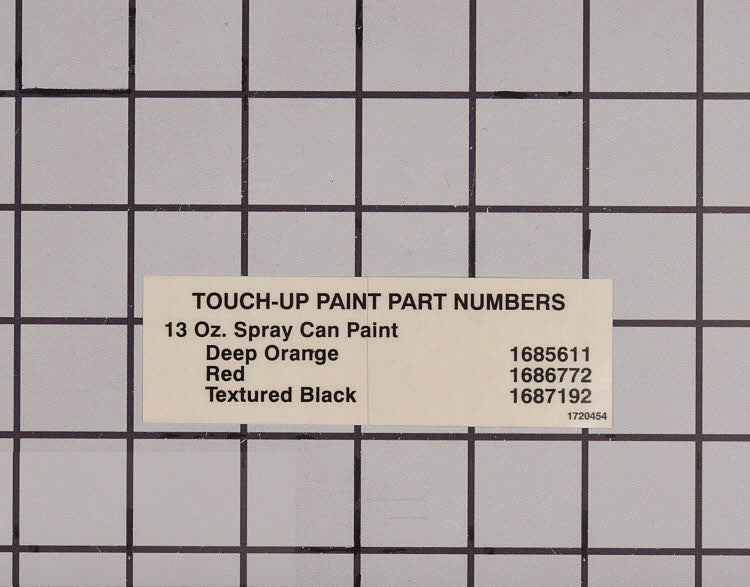 TOUCH-UP PAINT PART NUMBERS
13 Oz. Spray Can Paint
Deep Orange 1685611
Red 1686772
Textured Black 1687192
1720454